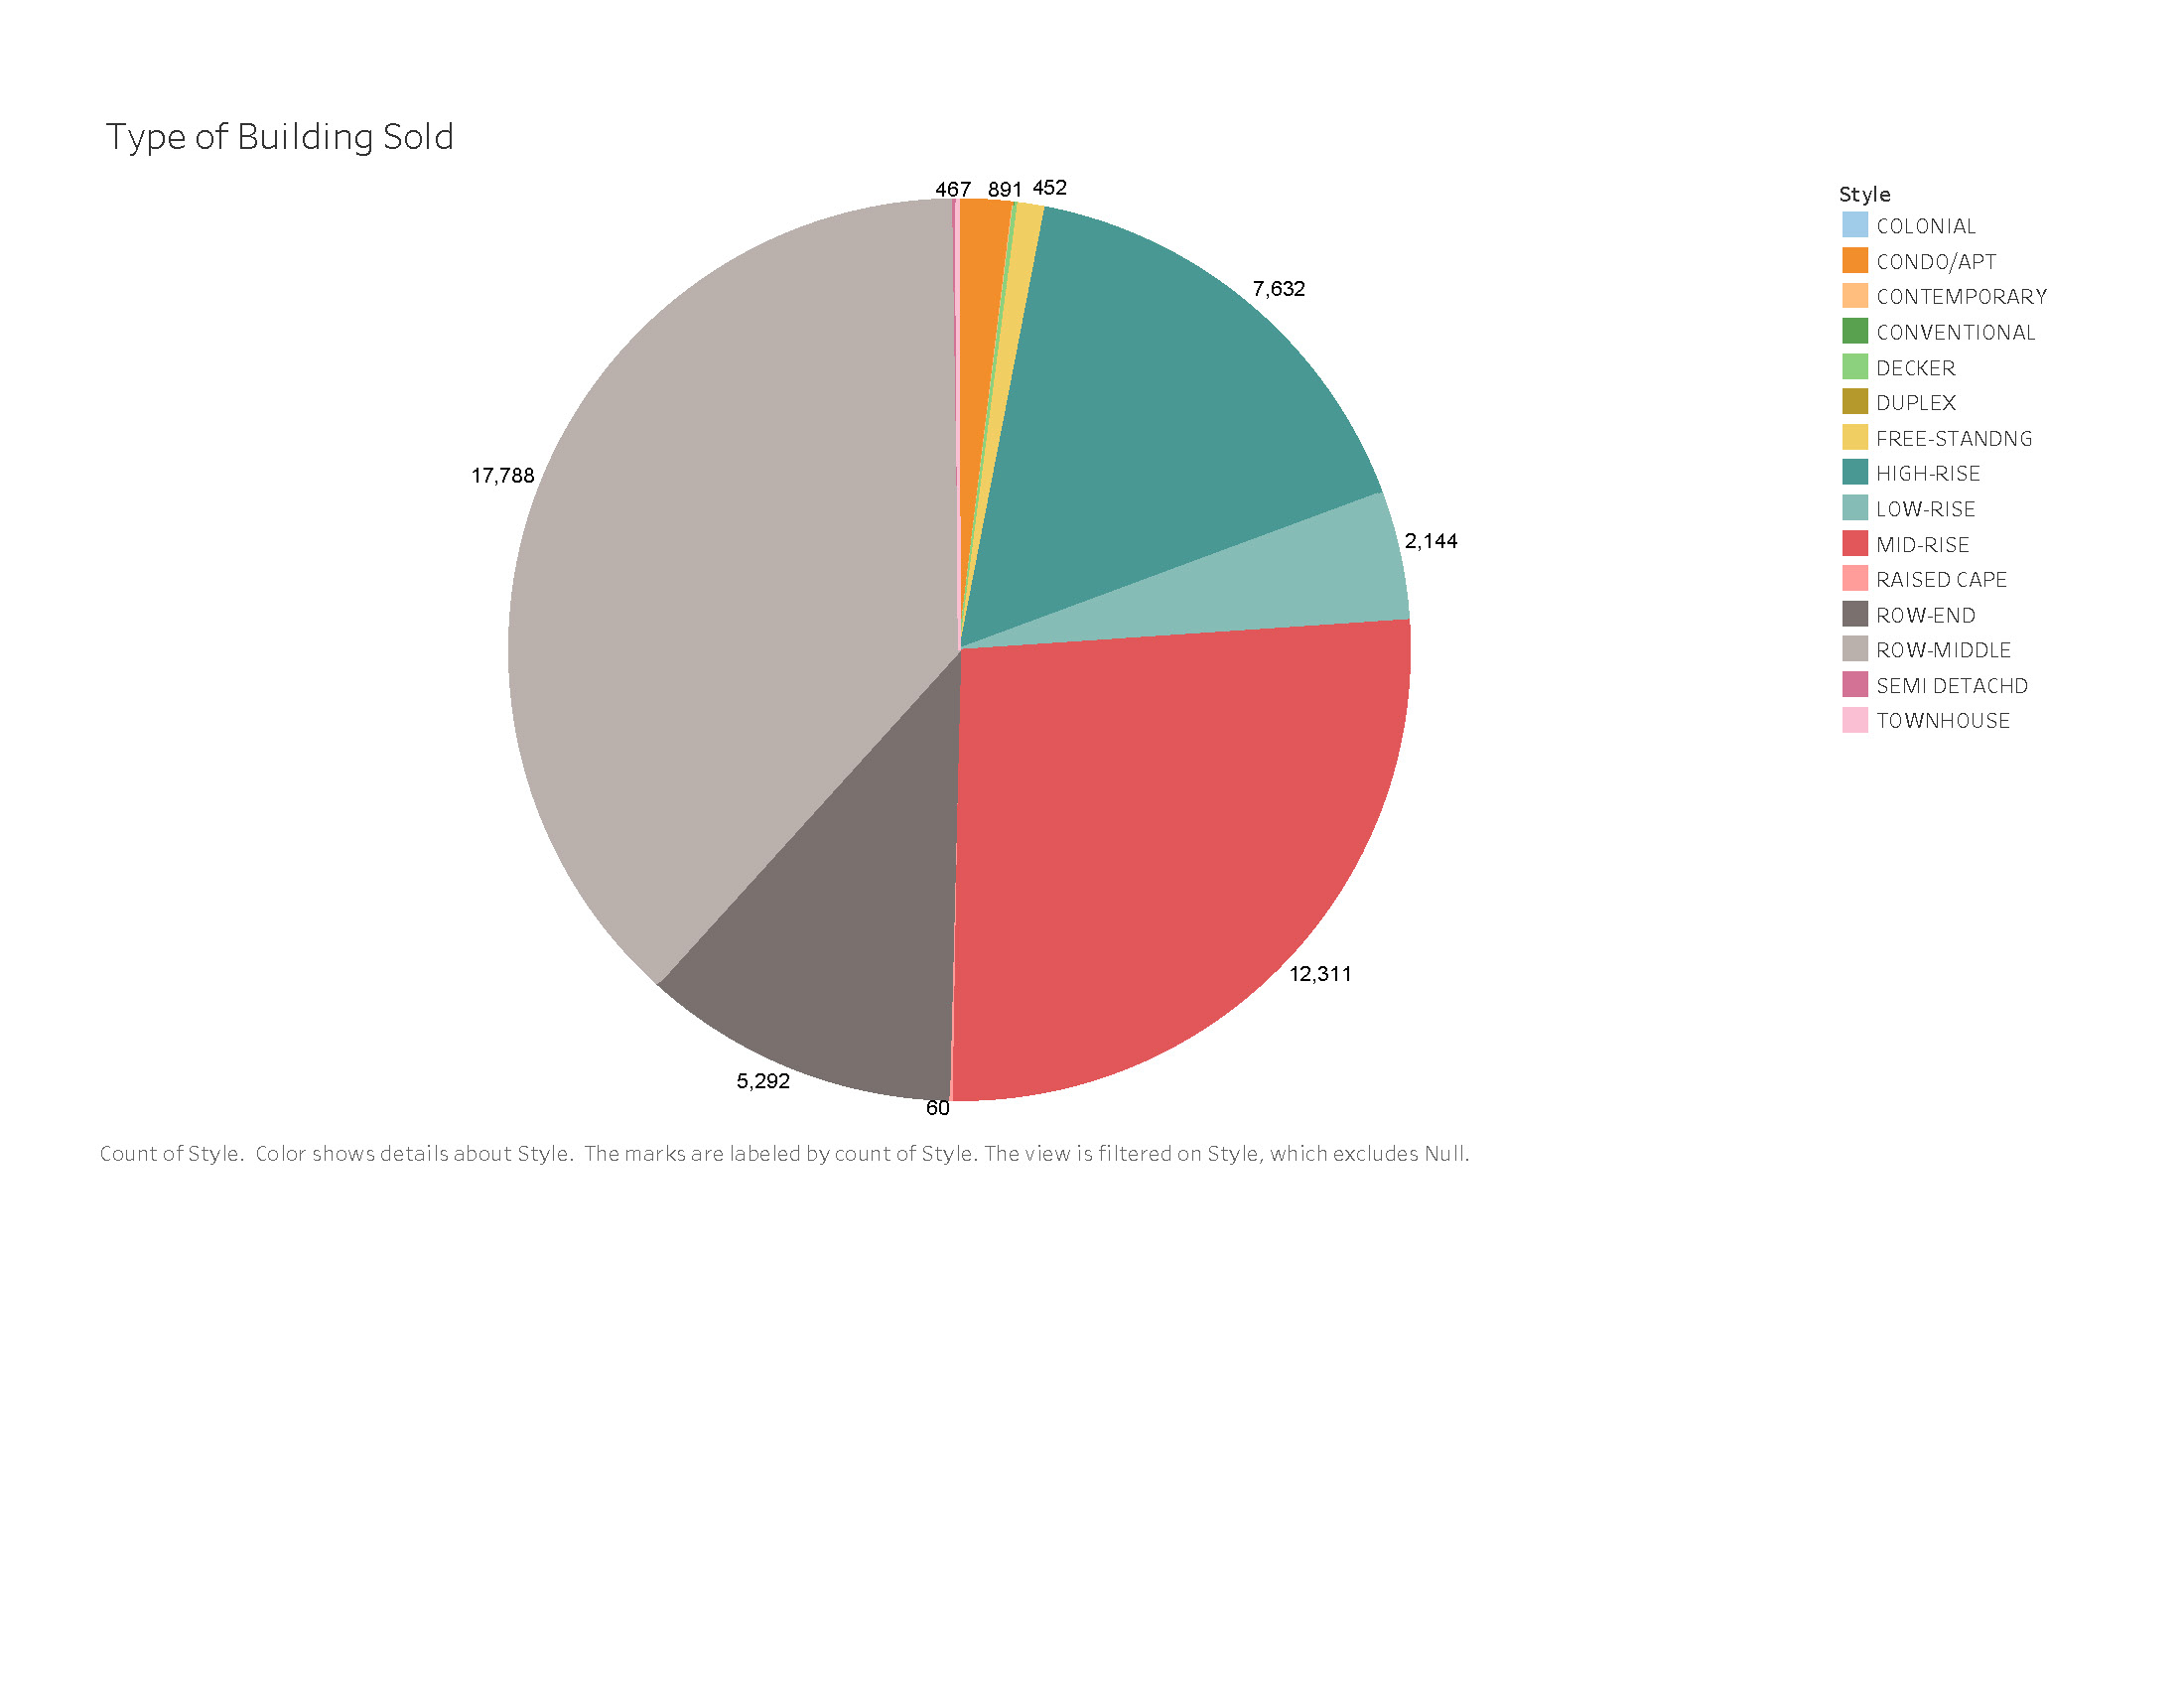 Type of Building Sold
467 891 452
7,632
17,788
2,144
12,311
5,292
60
Style
COLONIAL
CONDO/APT
CONTEMPORARY
CONVENTIONAL
DECKER
DUPLEX
FREE-STANDNG
HIGH-RISE
LOW-RISE
MID-RISE
RAISED CAPE
ROW-END
ROW-MIDDLE
SEMI DETACHD
TOWNHOUSE
Count of Style.  Color shows details about Style.  The marks are labeled by count of Style. The view is filtered on Style, which excludes Null.